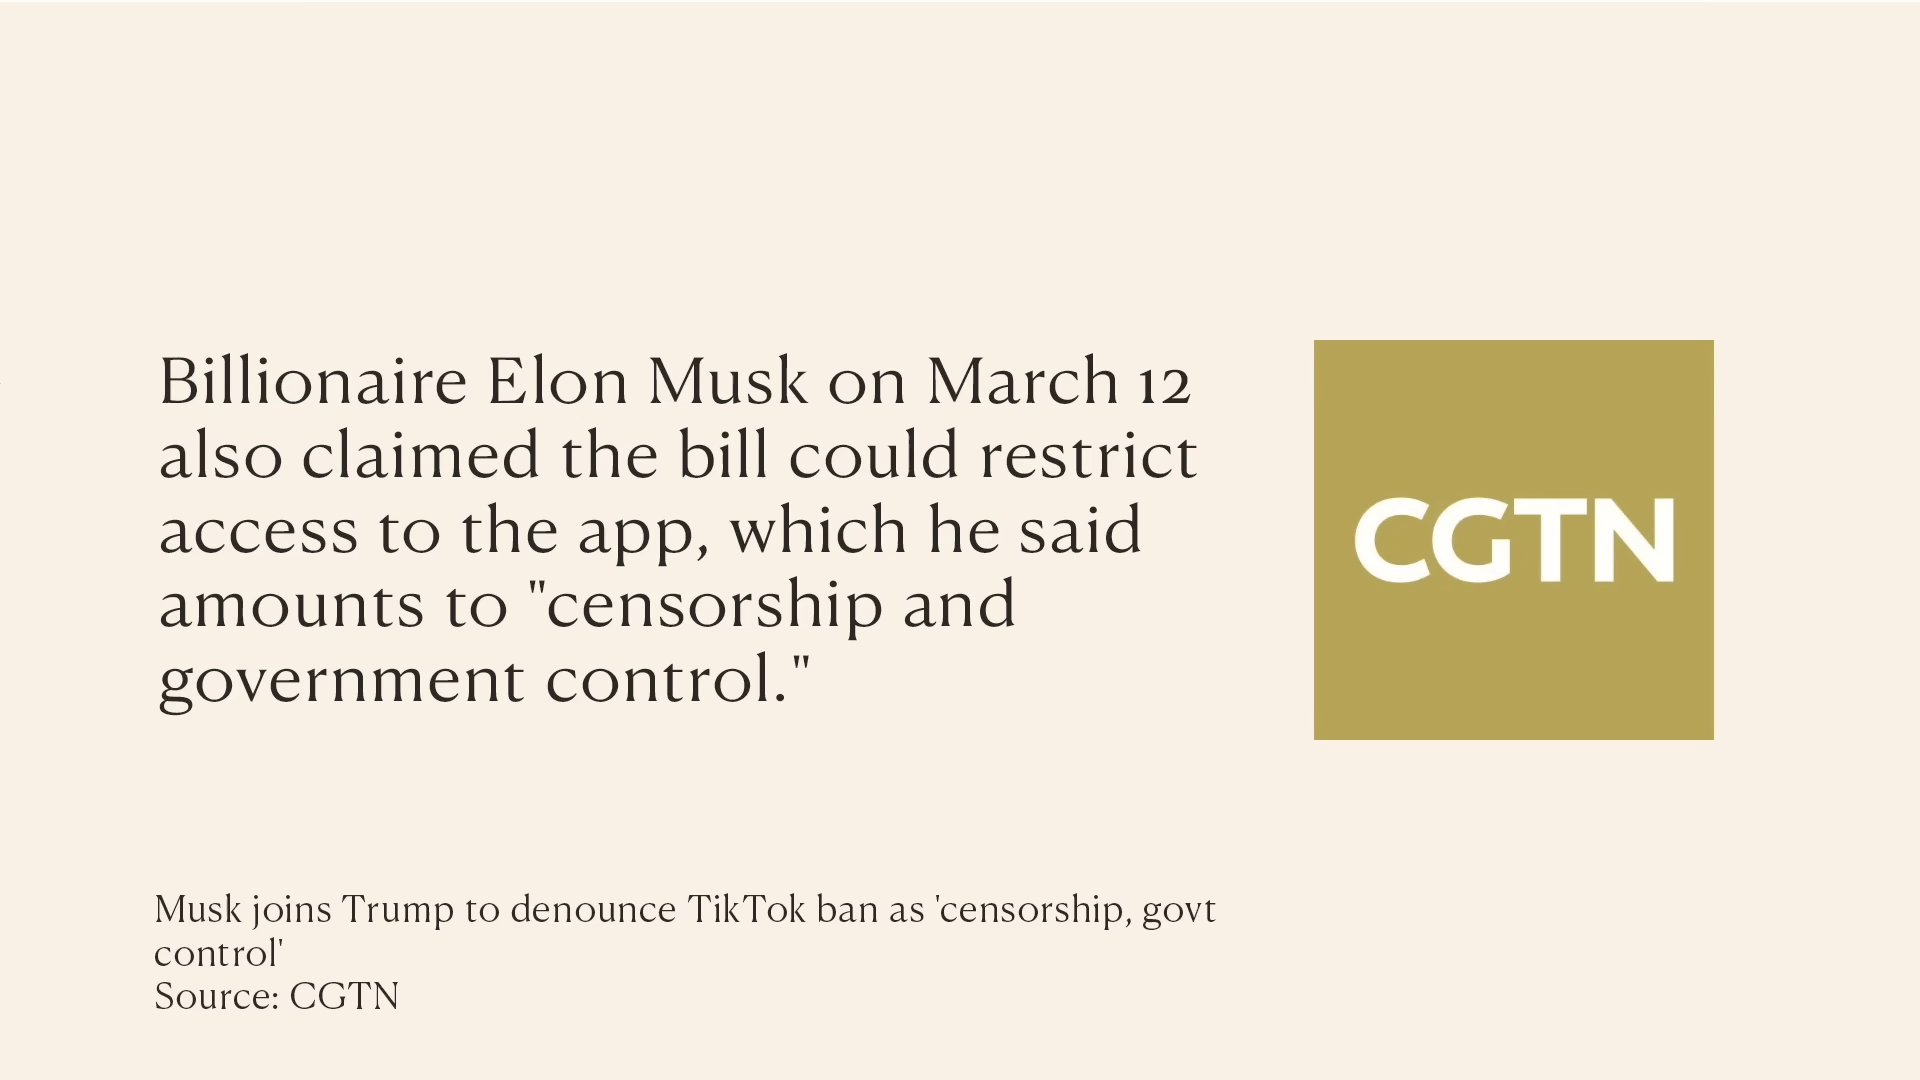 Billionaire Elon Musk on March 12
also claimed the bill could restrict
access to the app, which he said
amounts to "censorship and
government control."
CGTN
Musk joins Trump to denounce TikTok ban as 'censorship, govt
control'
Source: CGTN